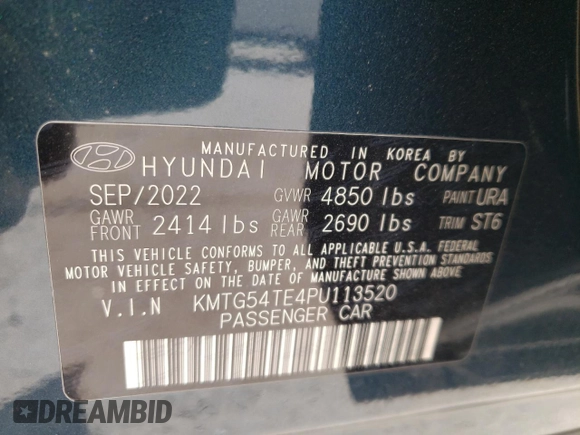 MANUFACTURED IN KOREA BY
HYUNDAI MOTOR COMPANY
SEP/2022 GVWR 4850 lbs PAINT URA
GAWR FRONT 2414 lbs GAWR REAR 2690 lbs TRIM ST6
THIS VEHICLE CONFORMS TO ALL APPLICABLE U.S.A. FEDERAL
MOTOR VEHICLE SAFETY, BUMPER, AND THEFT PREVENTION STANDARDS
IN EFFECT ON THE DATE OF MANUFACTURE SHOWN ABOVE.
V.I.N KMTG54TE4PU113520
PASSENGER CAR
DREAMBID